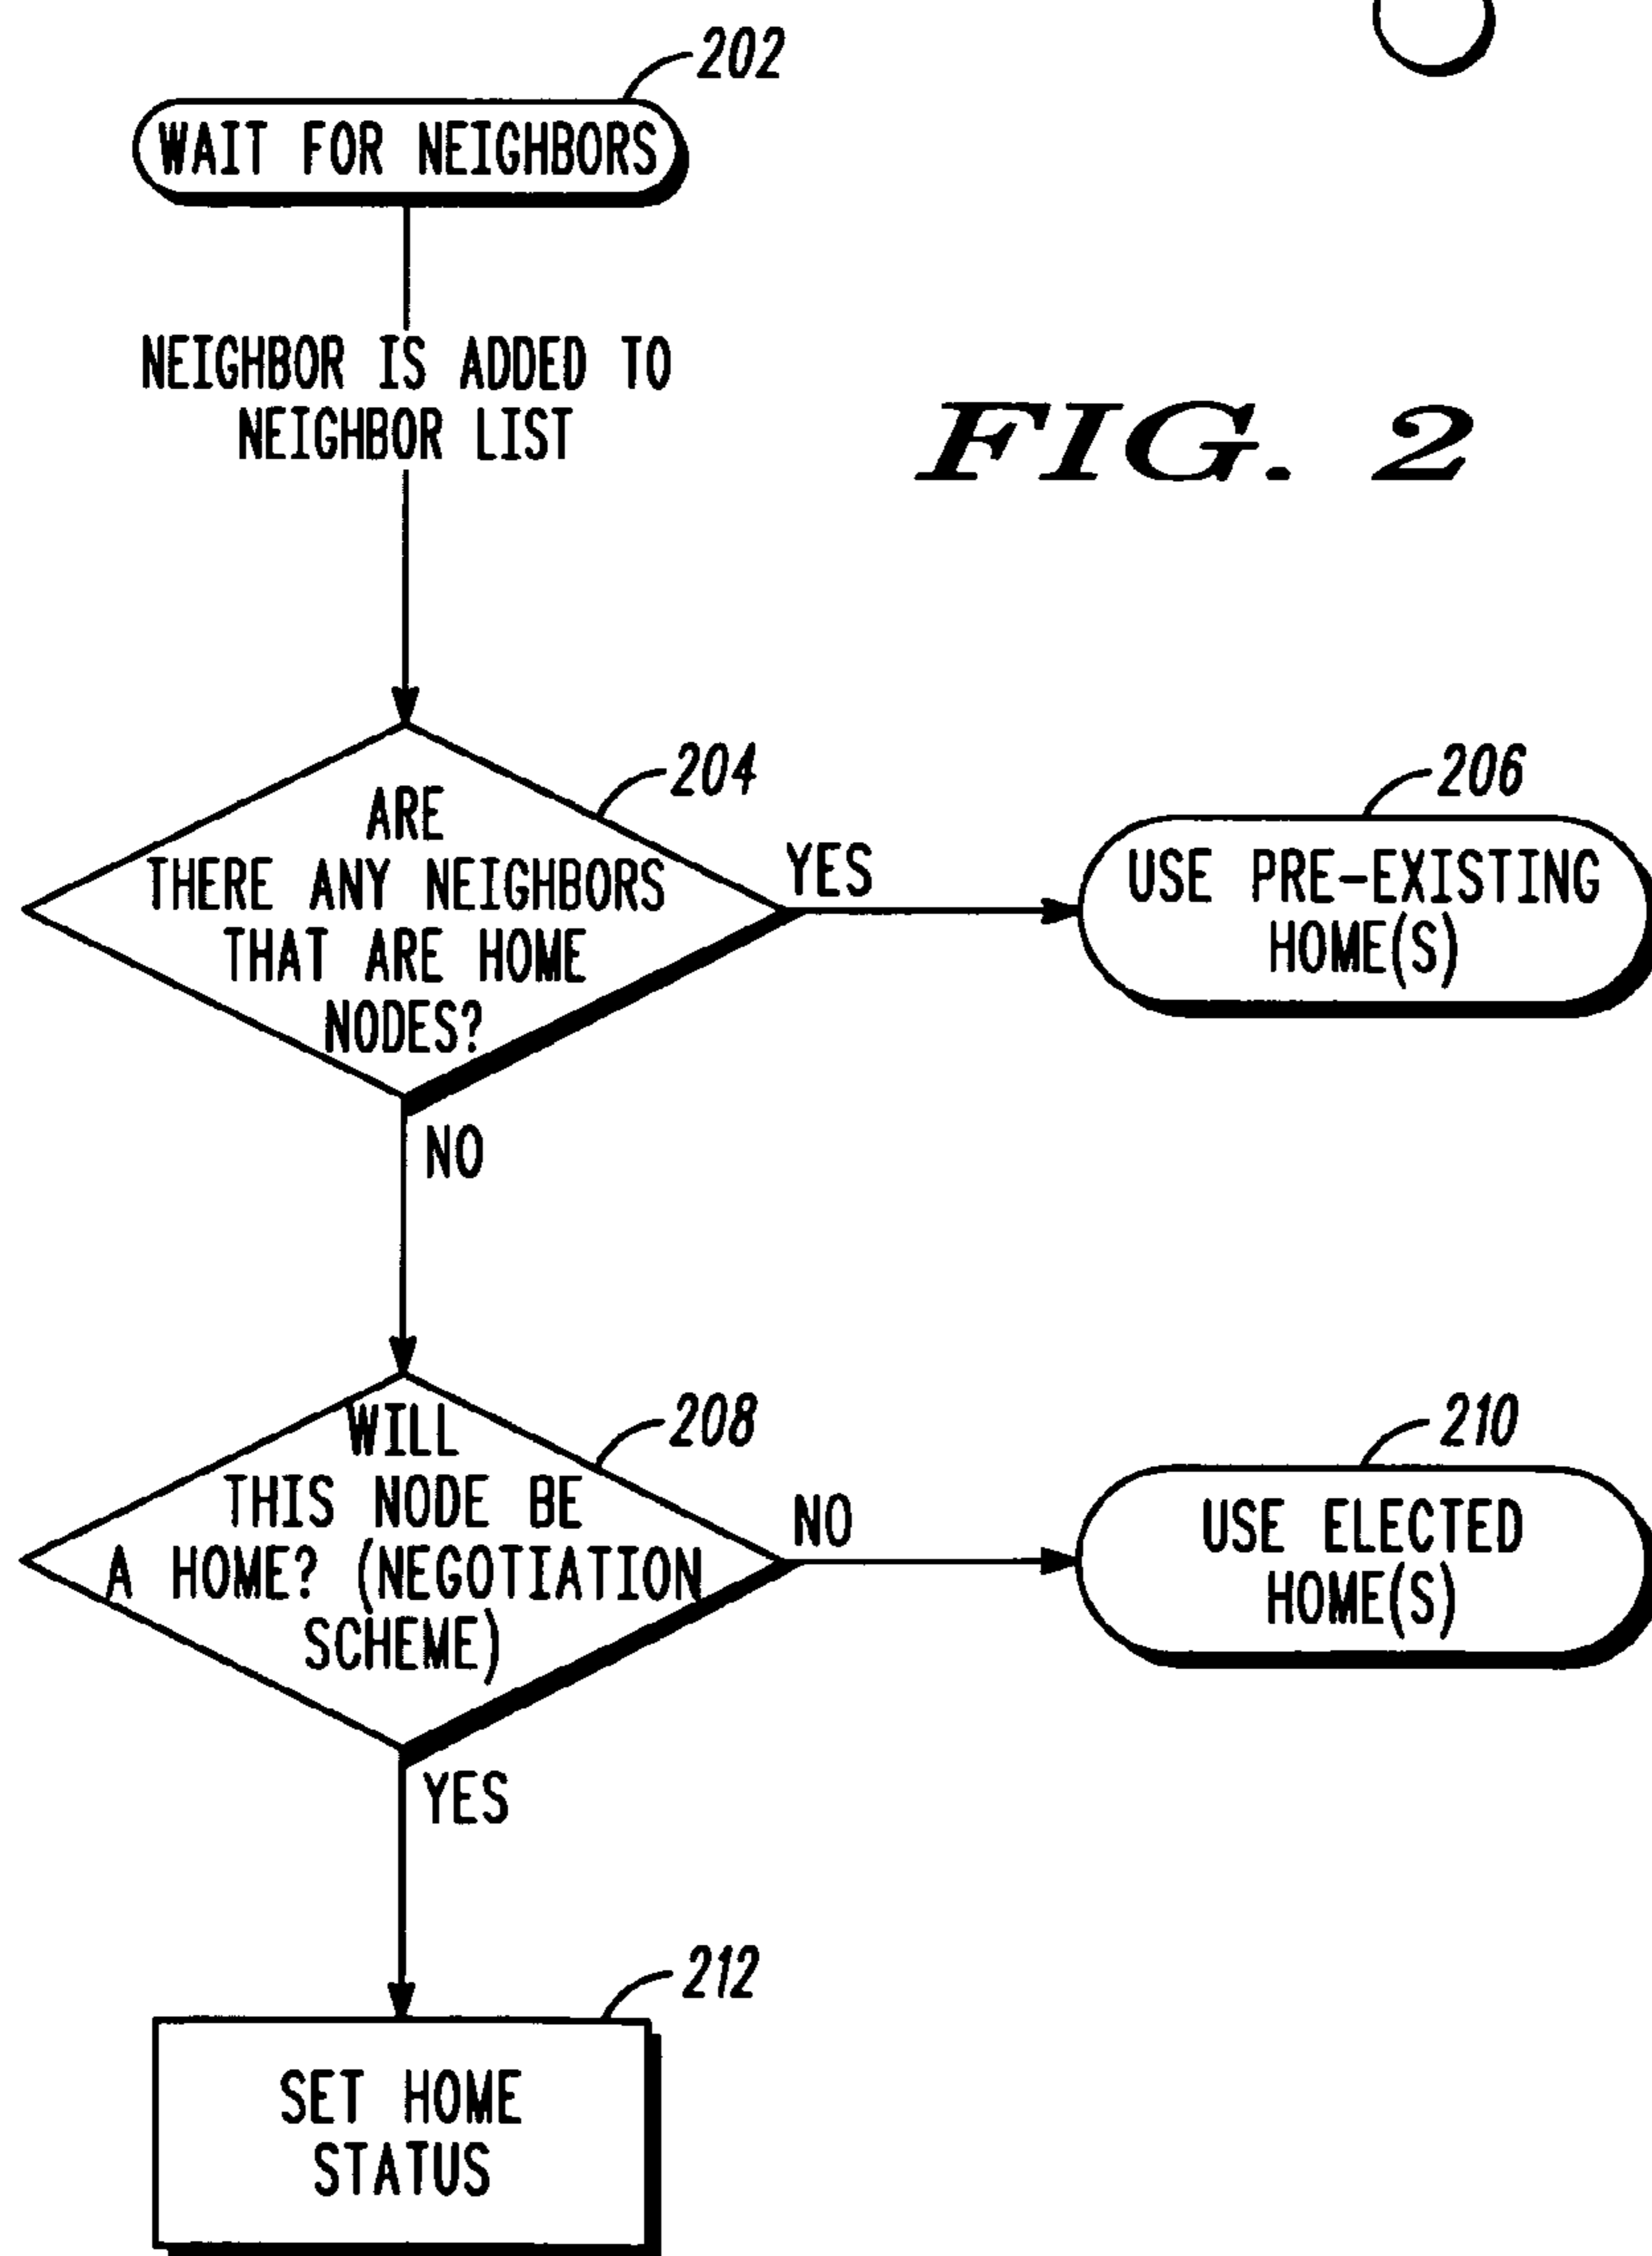 202
WAIT FOR NEIGHBORS
NEIGHBOR IS ADDED TO
NEIGHBOR LIST
FIG. 2
204
ARE
THERE ANY NEIGHBORS
THAT ARE HOME
NODES?
YES
206
USE PRE-EXISTING
HOME(S)
NO
208
WILL
THIS NODE BE
A HOME? (NEGOTIATION
SCHEME)
NO
210
USE ELECTED
HOME(S)
YES
212
SET HOME
STATUS